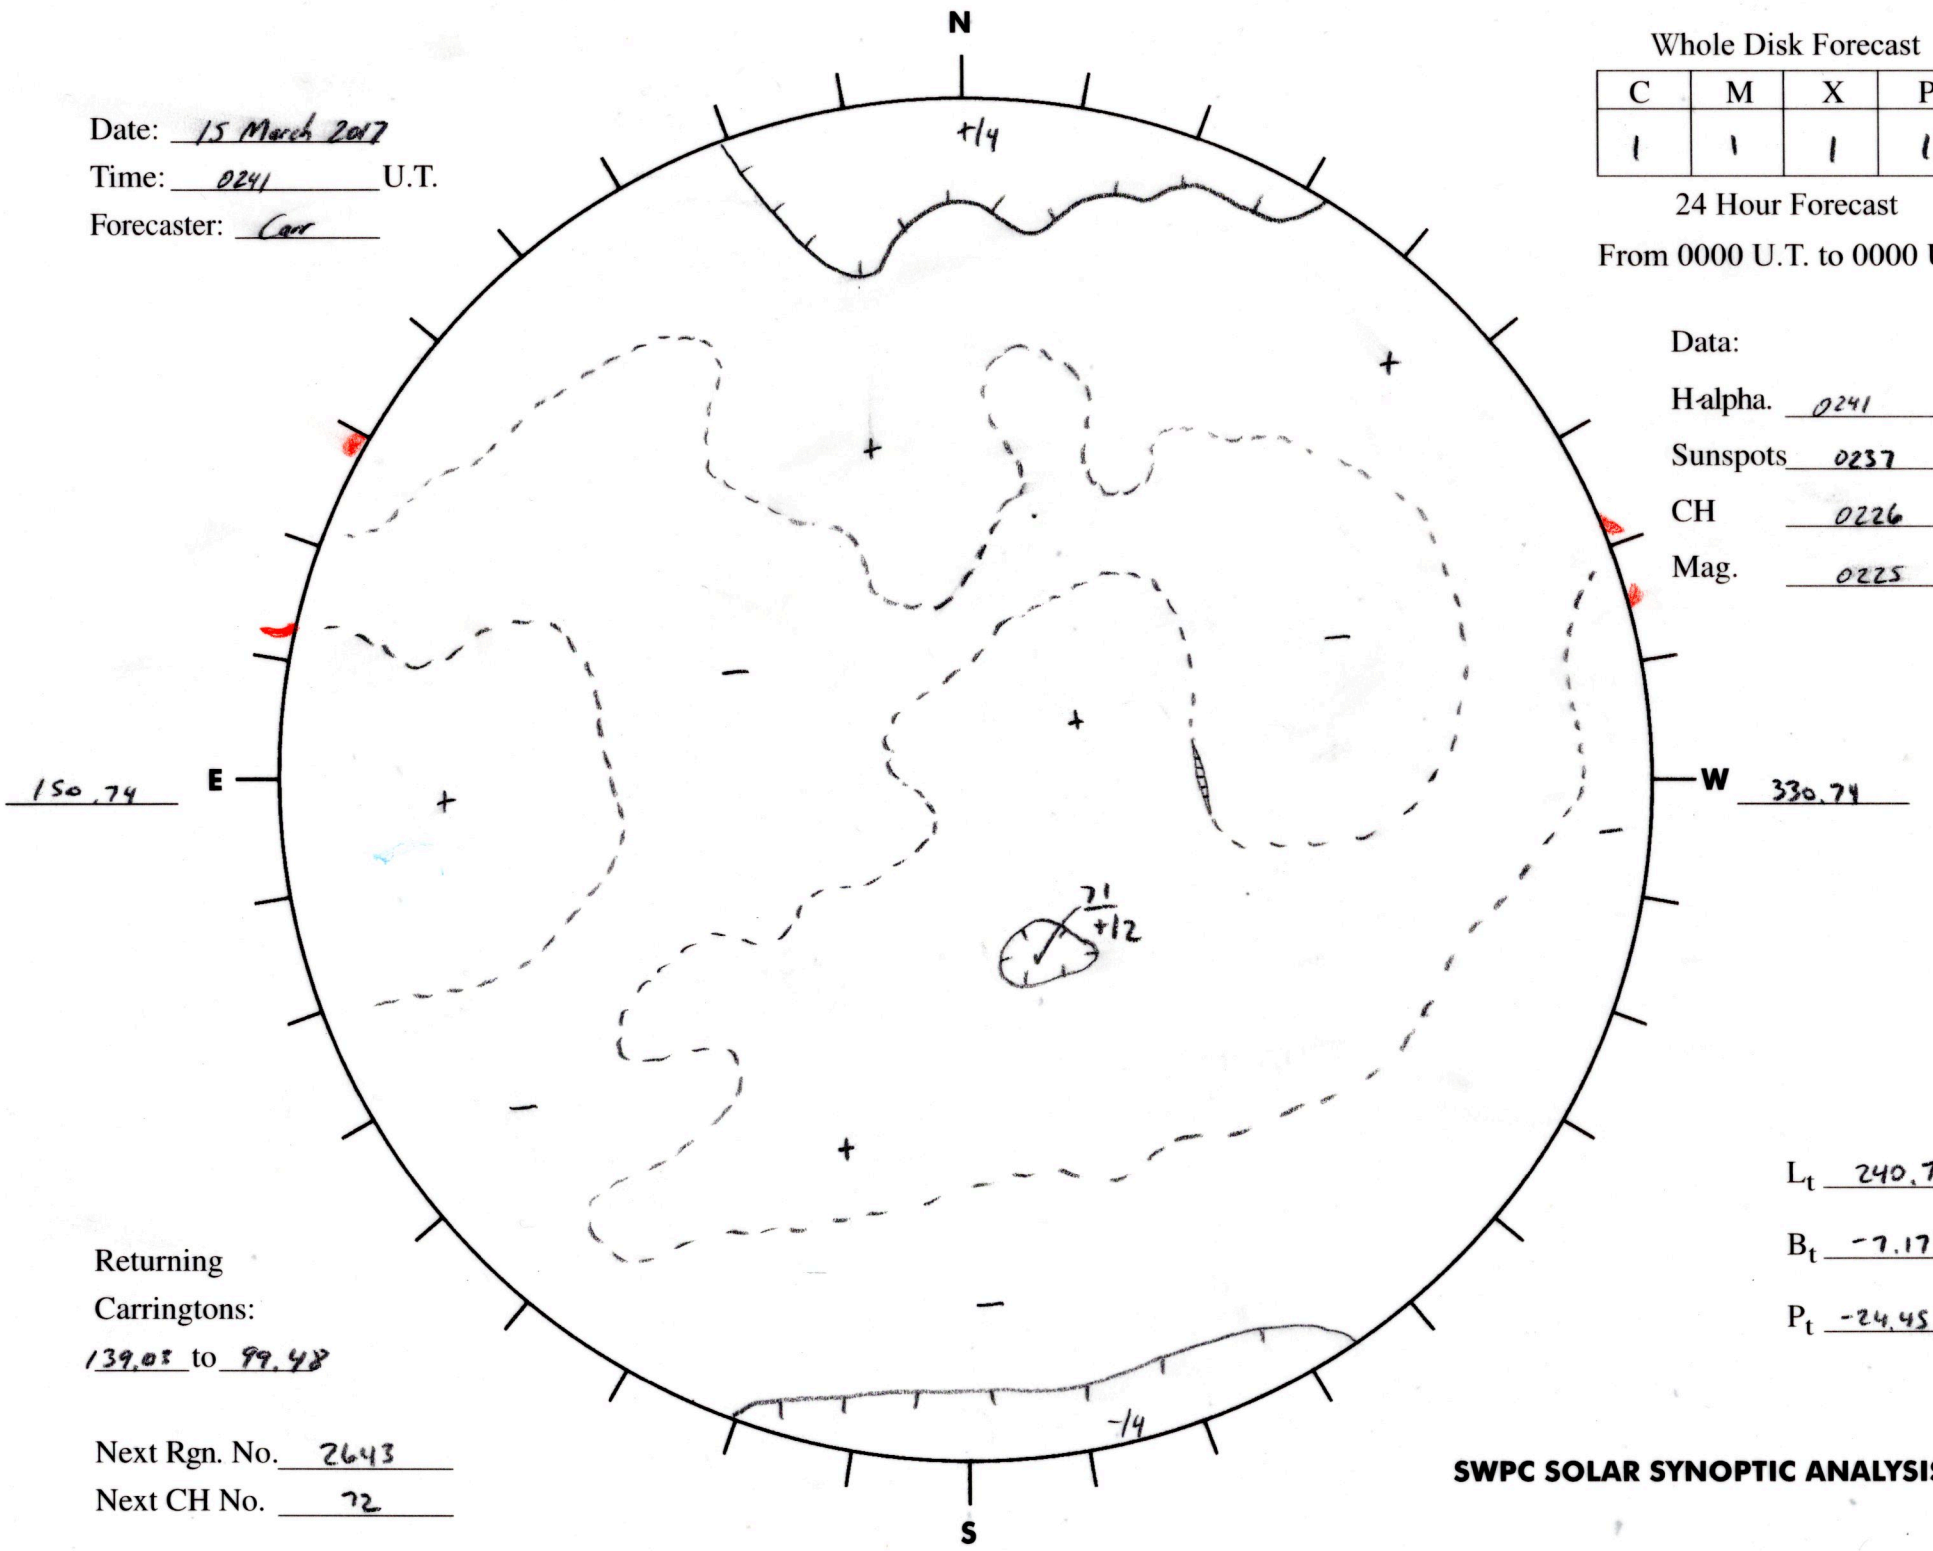 N
Whole Disk Forecast
C M X P
1 1 1 1
24 Hour Forecast
From 0000 U.T. to 0000 U
Date: 15 March 2017
Time: 0241 U.T.
Forecaster: Carr
+/4
+
+
Data:
H-alpha. 0241
Sunspots 0237
CH 0226
Mag. 0225
−
−
+
150.74 E
+
W 330.74
−
71
+/2
−
+
−
-/4
Lt 240.7
Bt -7.17
Pt -24.45
Returning
Carringtons:
139.03 to 99.48
Next Rgn. No. 2643
Next CH No. 72
SWPC SOLAR SYNOPTIC ANALYSIS
S